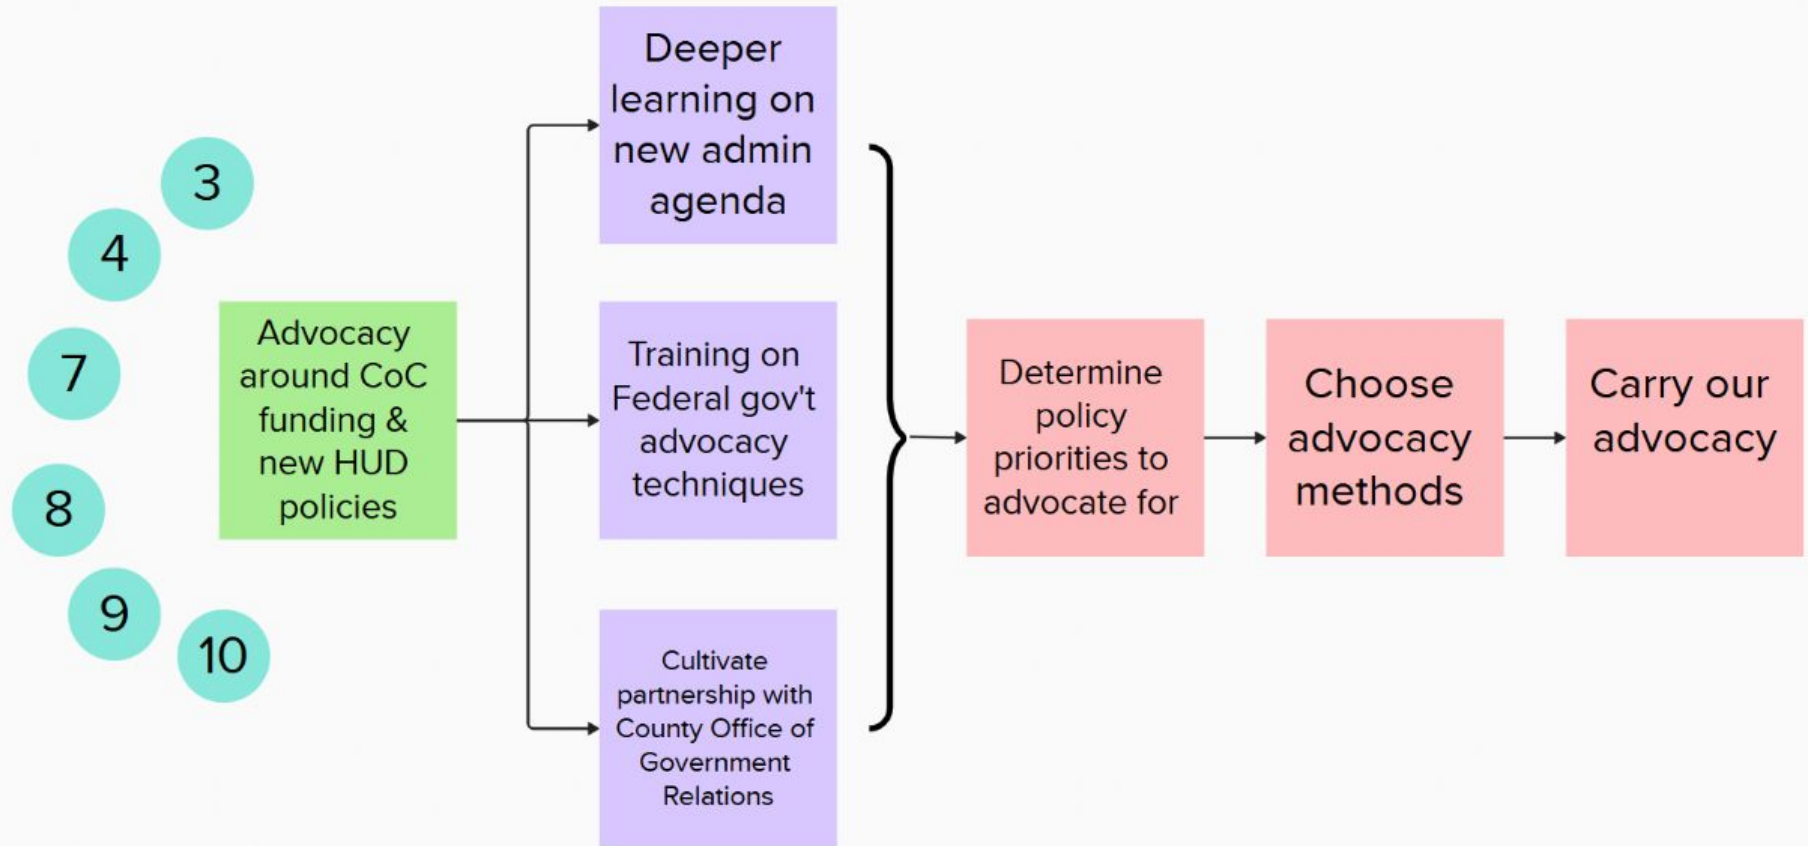 3
4
7
8
9
10
Advocacy
around CoC
funding &
new HUD
policies
Deeper
learning on
new admin
agenda
Training on
Federal gov't
advocacy
techniques
Cultivate
partnership with
County Office of
Government
Relations
Determine
policy
priorities to
advocate for
Choose
advocacy
methods
Carry our
advocacy